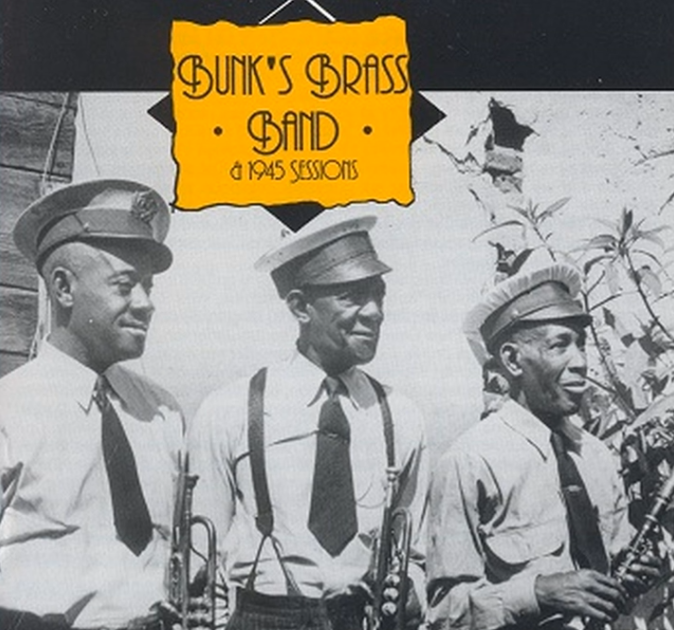 BUNK'S BRASS
• BAND •
& 1945 SESSIONS